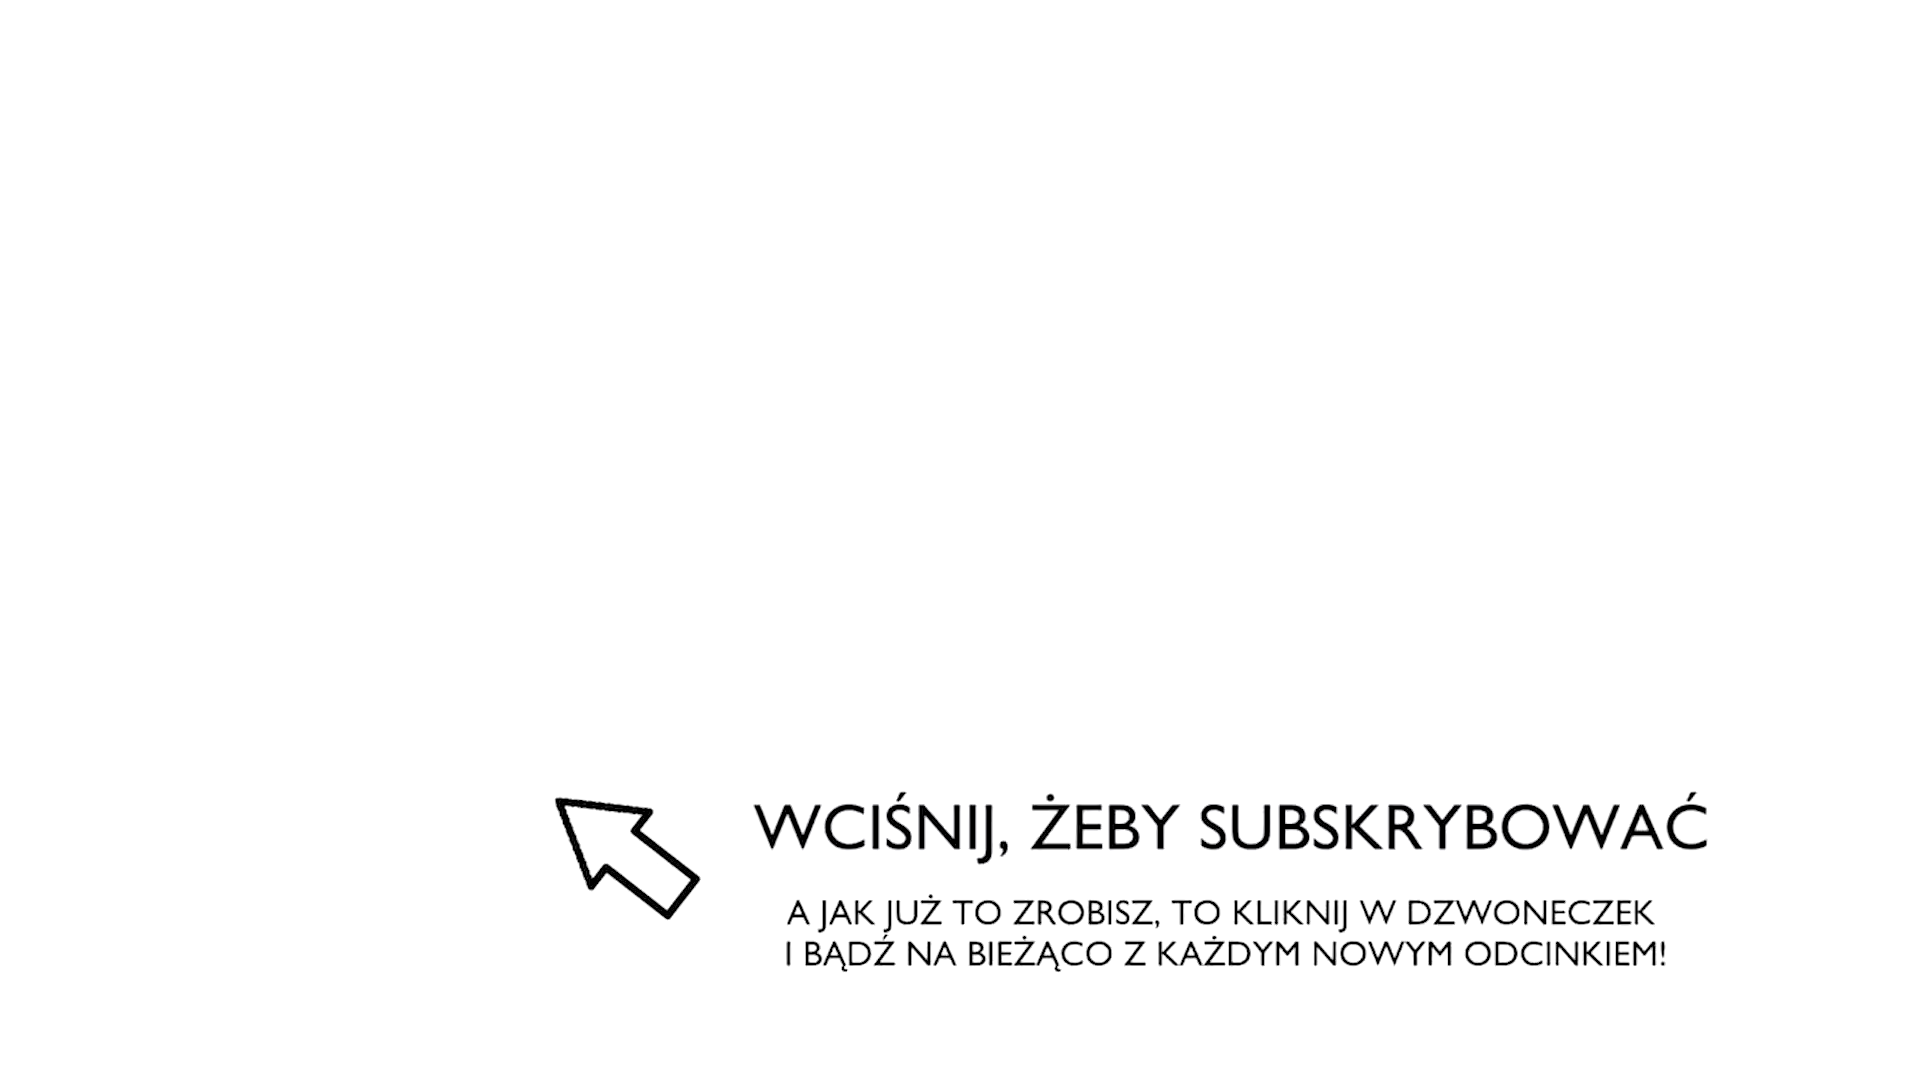 WCIŚNIJ, ŻEBY SUBSKRYBOWAĆ
A JAK JUŻ TO ZROBISZ, TO KLIKNIJ W DZWONECZEK
I BĄDŹ NA BIEŻĄCO Z KAŻDYM NOWYM ODCINKIEM!